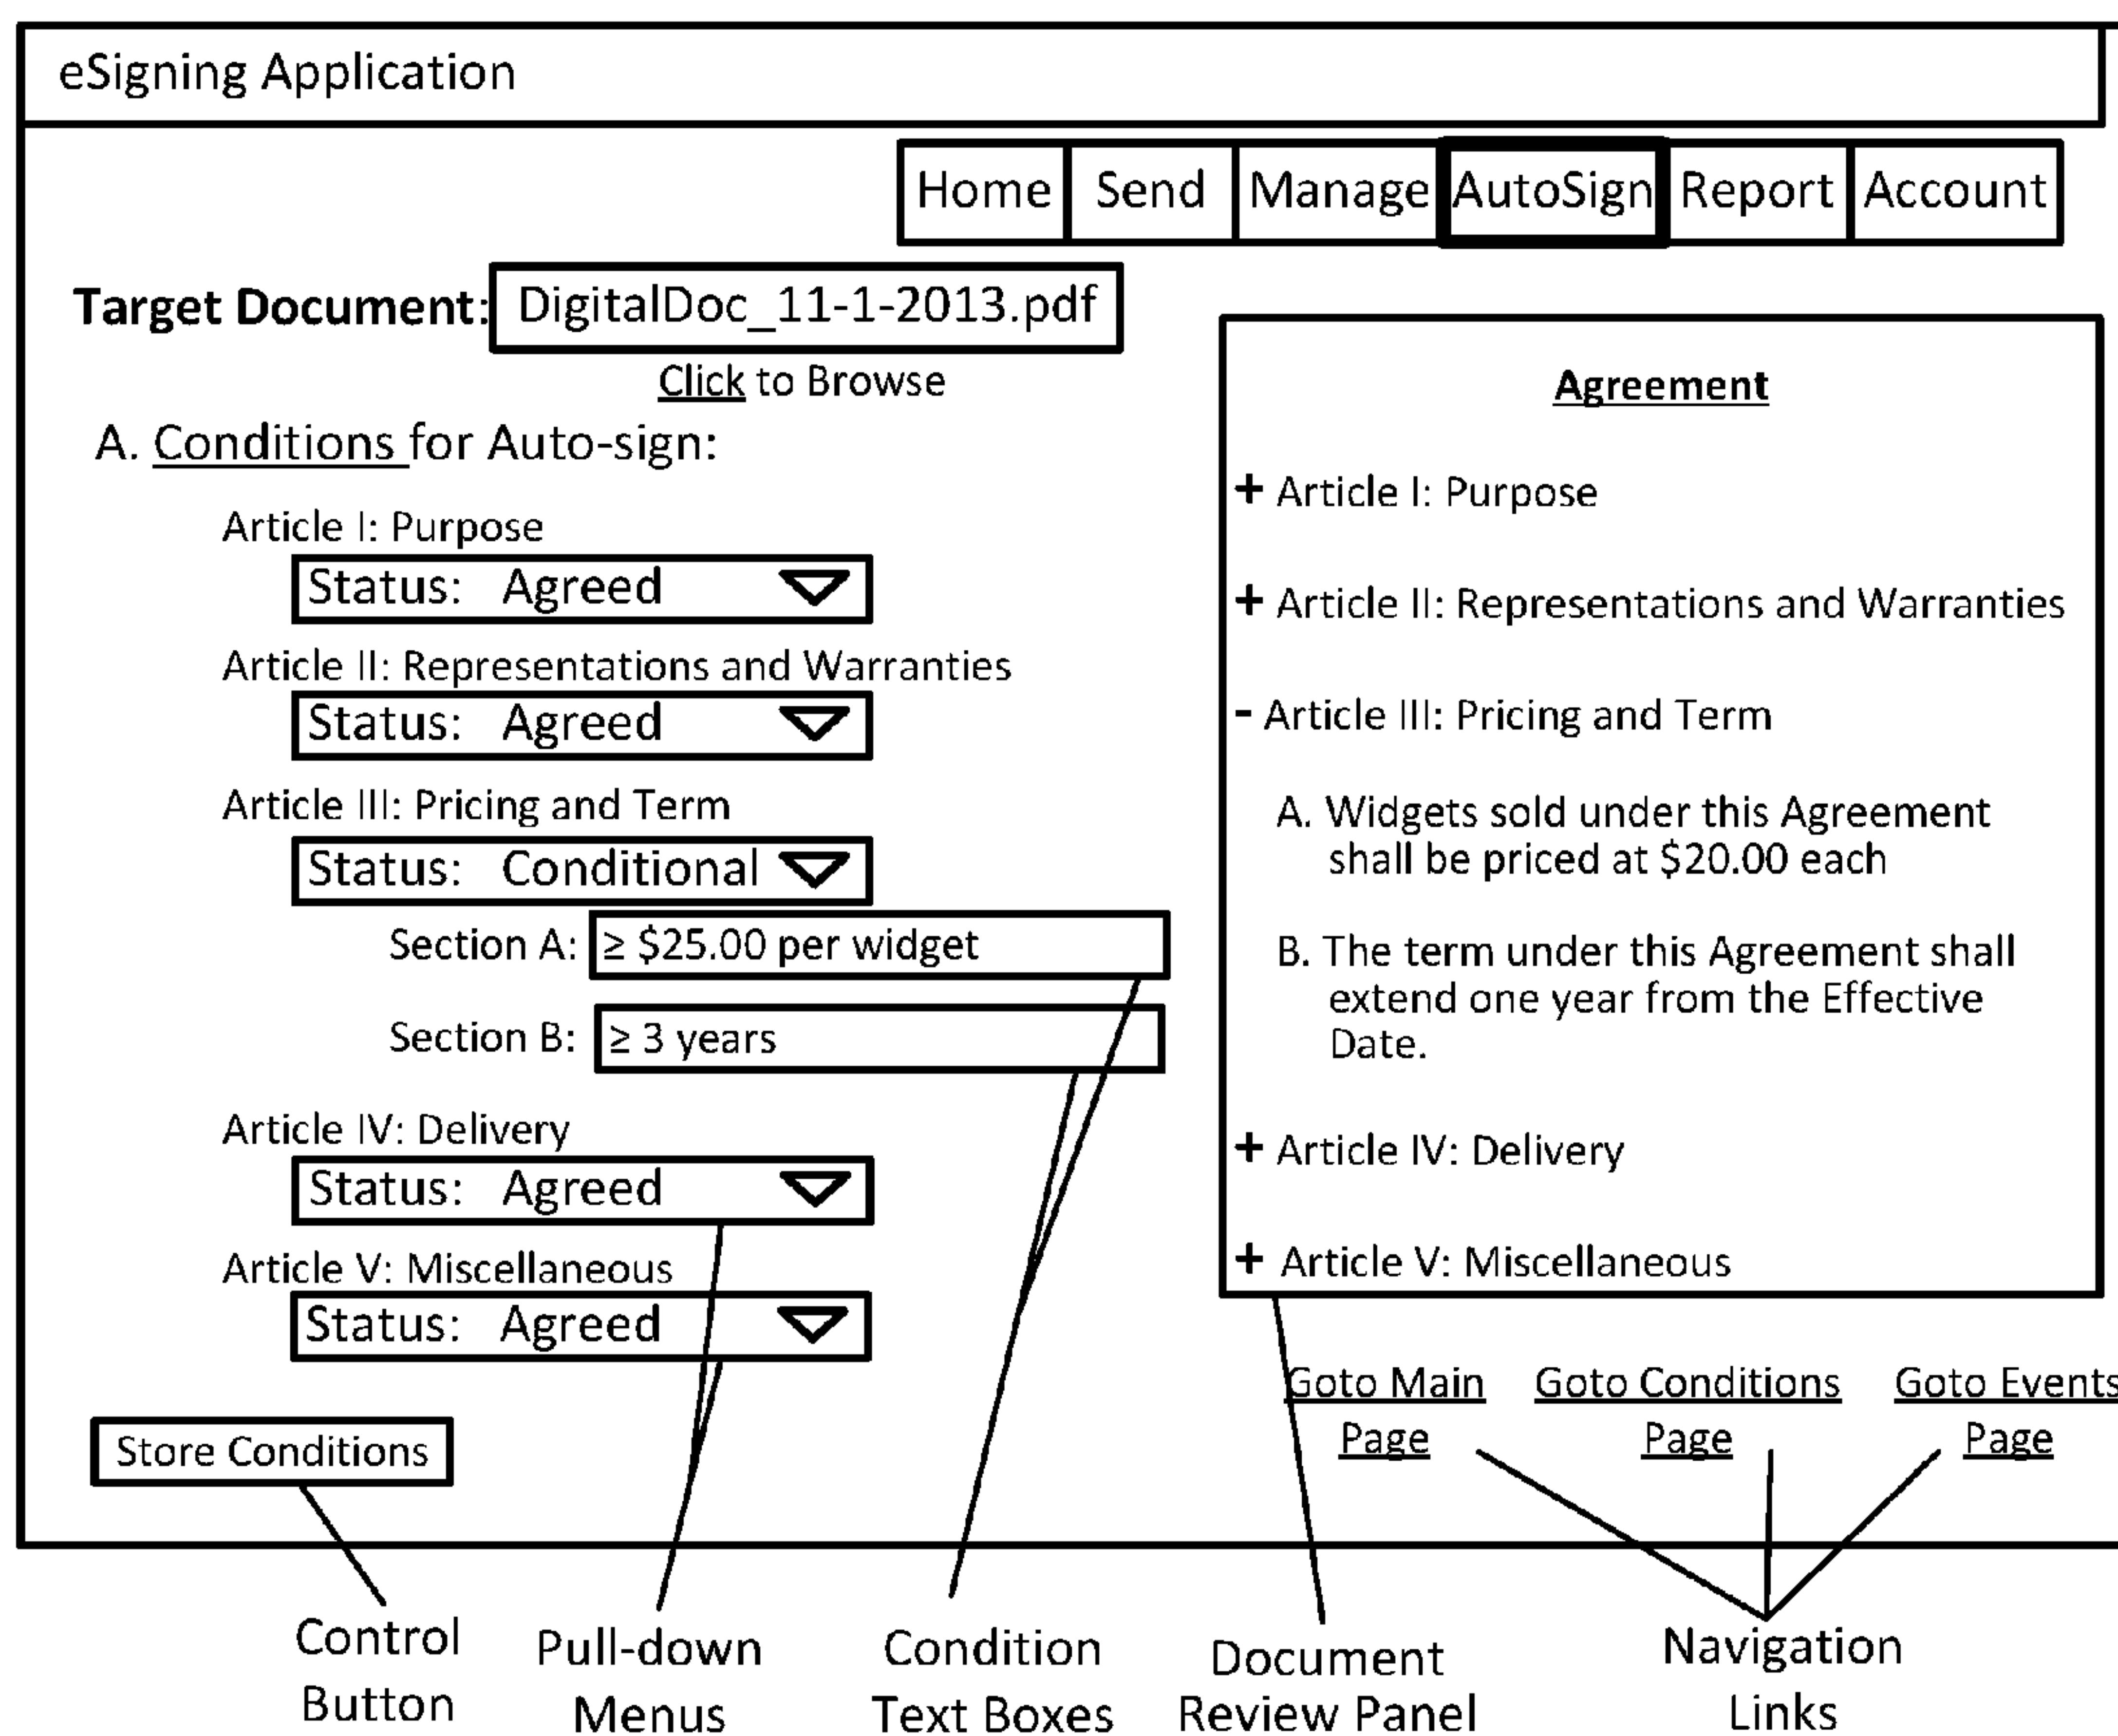 eSigning Application
Home Send Manage AutoSign Report Account
Target Document: DigitalDoc_11-1-2013.pdf
Click to Browse
A. Conditions for Auto-sign:
Article I: Purpose
Status: Agreed
Article II: Representations and Warranties
Status: Agreed
Article III: Pricing and Term
Status: Conditional
Section A: ≥ $25.00 per widget
Section B: ≥ 3 years
Article IV: Delivery
Status: Agreed
Article V: Miscellaneous
Status: Agreed
Store Conditions
Agreement
+ Article I: Purpose
+ Article II: Representations and Warranties
- Article III: Pricing and Term
A. Widgets sold under this Agreement
shall be priced at $20.00 each
B. The term under this Agreement shall
extend one year from the Effective
Date.
+ Article IV: Delivery
+ Article V: Miscellaneous
Goto Main
Page
Goto Conditions
Page
Goto Events
Page
Control
Button
Pull-down
Menus
Condition
Text Boxes
Document
Review Panel
Navigation
Links